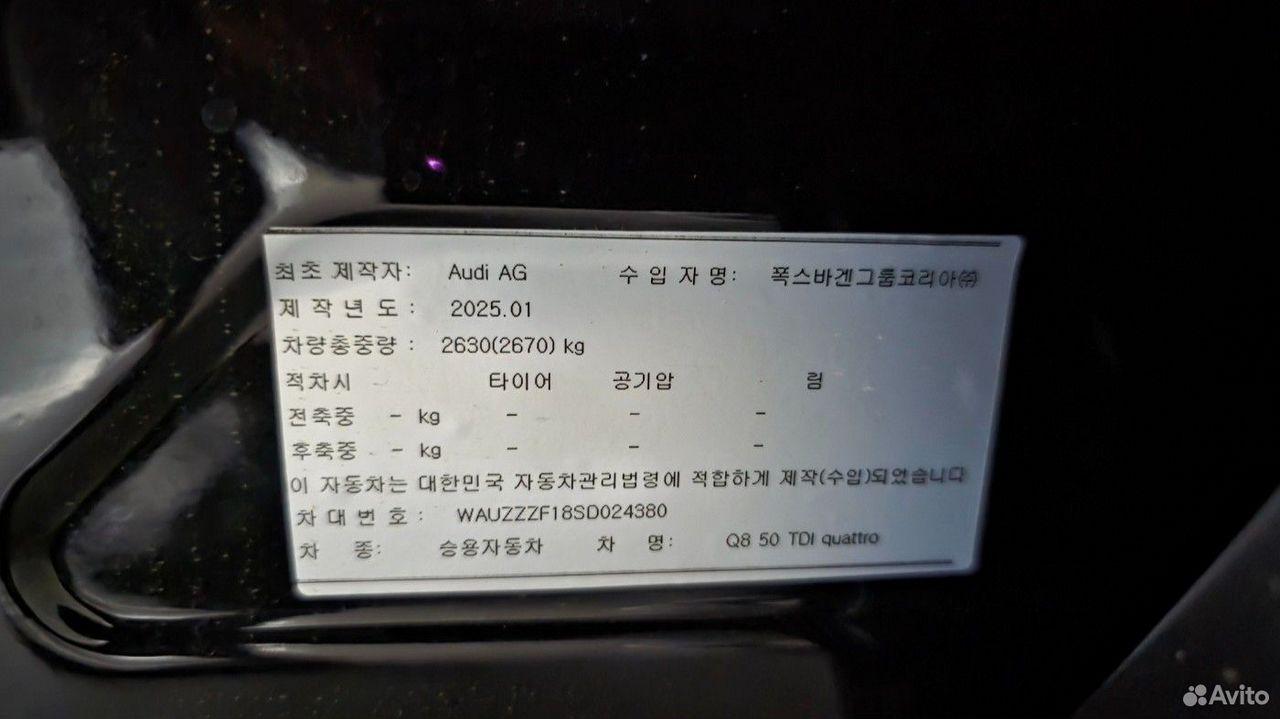 최초 제작자: Audi AG 수 입 자 명: 폭스바겐그룹코리아㈜
제 작 년 도 : 2025.01
차량총중량 : 2630(2670) kg
적차시 타이어 공기압 림
전축중 - kg - - -
후축중 - kg - - -
이 자동차는 대한민국 자동차관리법령에 적합하게 제작(수입)되었습니다
차 대 번 호 : WAUZZZF18SD024380
차 종: 승용자동차 차 명: Q8 50 TDI quattro
Avito